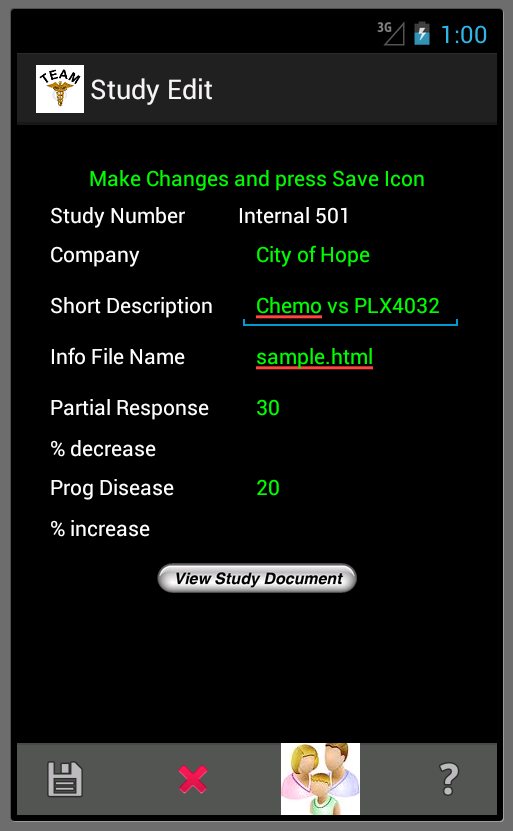 3G 1:00
TEAM Study Edit
Make Changes and press Save Icon
Study Number Internal 501
Company City of Hope
Short Description Chemo vs PLX4032
Info File Name sample.html
Partial Response 30
% decrease
Prog Disease 20
% increase
View Study Document
?